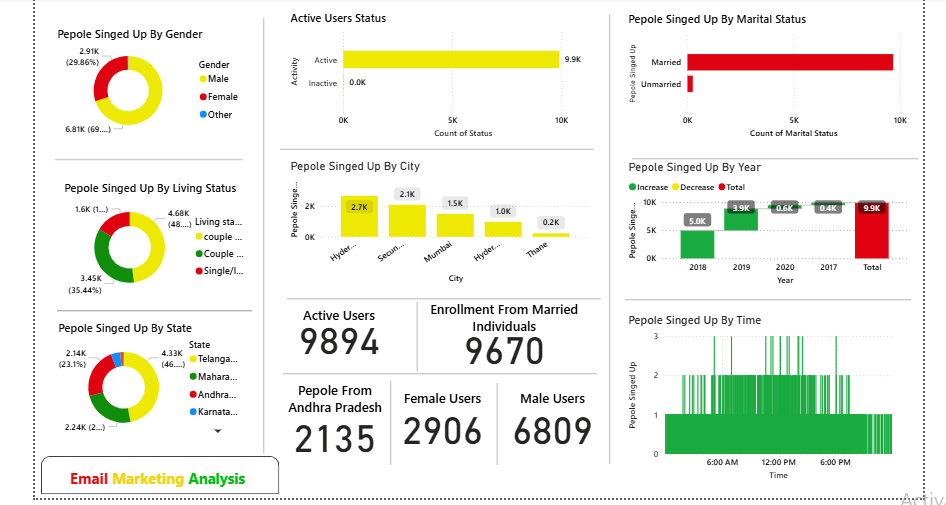 Pepole Singed Up By Gender
2.91K
(29.86%)
6.81K (69....)
Gender
Male
Female
Other
Pepole Singed Up By Living Status
1.6K (1...)
4.68K
(48....)
3.45K
(35.44%)
Living sta...
couple ...
Couple ...
Single/l...
Pepole Singed Up By State
2.14K
(23.1%)
4.33K
(46....)
2.24K (2...)
State
Telanga...
Mahara...
Andhra...
Karnata...
Email Marketing Analysis
Active Users Status
Activity
Active
9.9K
Inactive
0.0K
0K
5K
10K
Count of Status
Pepole Singed Up By City
Pepole Singe...
2K
0K
2.7K
2.1K
1.5K
1.0K
0.2K
Hyder...
Secun...
Mumbai
Hyder...
Thane
City
Active Users
9894
Enrollment From Married
Individuals
9670
Pepole From
Andhra Pradesh
2135
Female Users
2906
Male Users
6809
Pepole Singed Up By Marital Status
Pepole Singed Up
Married
Unmarried
0K
5K
10K
Count of Marital Status
Pepole Singed Up By Year
Increase
Decrease
Total
Pepole Singe...
10K
5K
0K
5.0K
3.9K
0.6K
0.4K
9.9K
2018
2019
2020
2017
Total
Year
Pepole Singed Up By Time
Pepole Singed Up
3
2
1
0
6:00 AM
12:00 PM
6:00 PM
Time
Activ